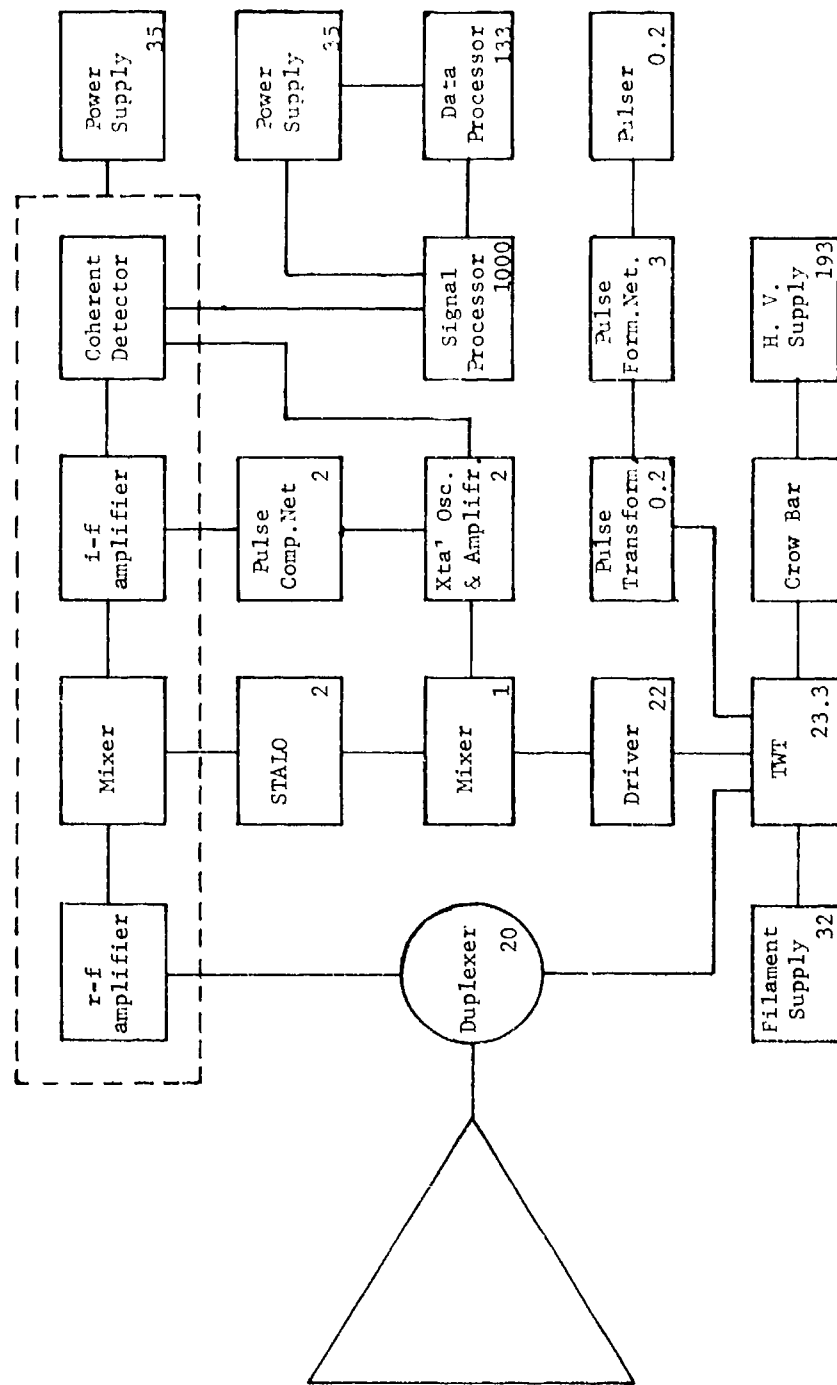 r-f
amplifier
Mixer
i-f
amplifier
Coherent
Detector
Power
Supply
35
STALO
2
Pulse
Comp.Net
2
Power
Supply
35
Duplexer
20
Mixer
1
Xta' Osc.
& Amplifr.
2
Signal
Processor
1000
Data
Processor
133
Driver
22
Pulse
Transform.
0.2
Pulse
Form.Net.
3
Pulser
0.2
Filament
Supply
32
TWT
23.3
Crow Bar
H. V.
Supply
193